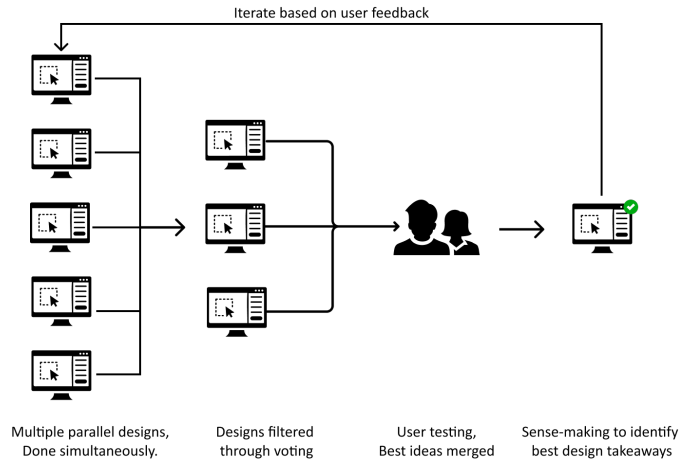 Iterate based on user feedback
Multiple parallel designs,
Done simultaneously.
Designs filtered
through voting
User testing,
Best ideas merged
Sense-making to identify
best design takeaways